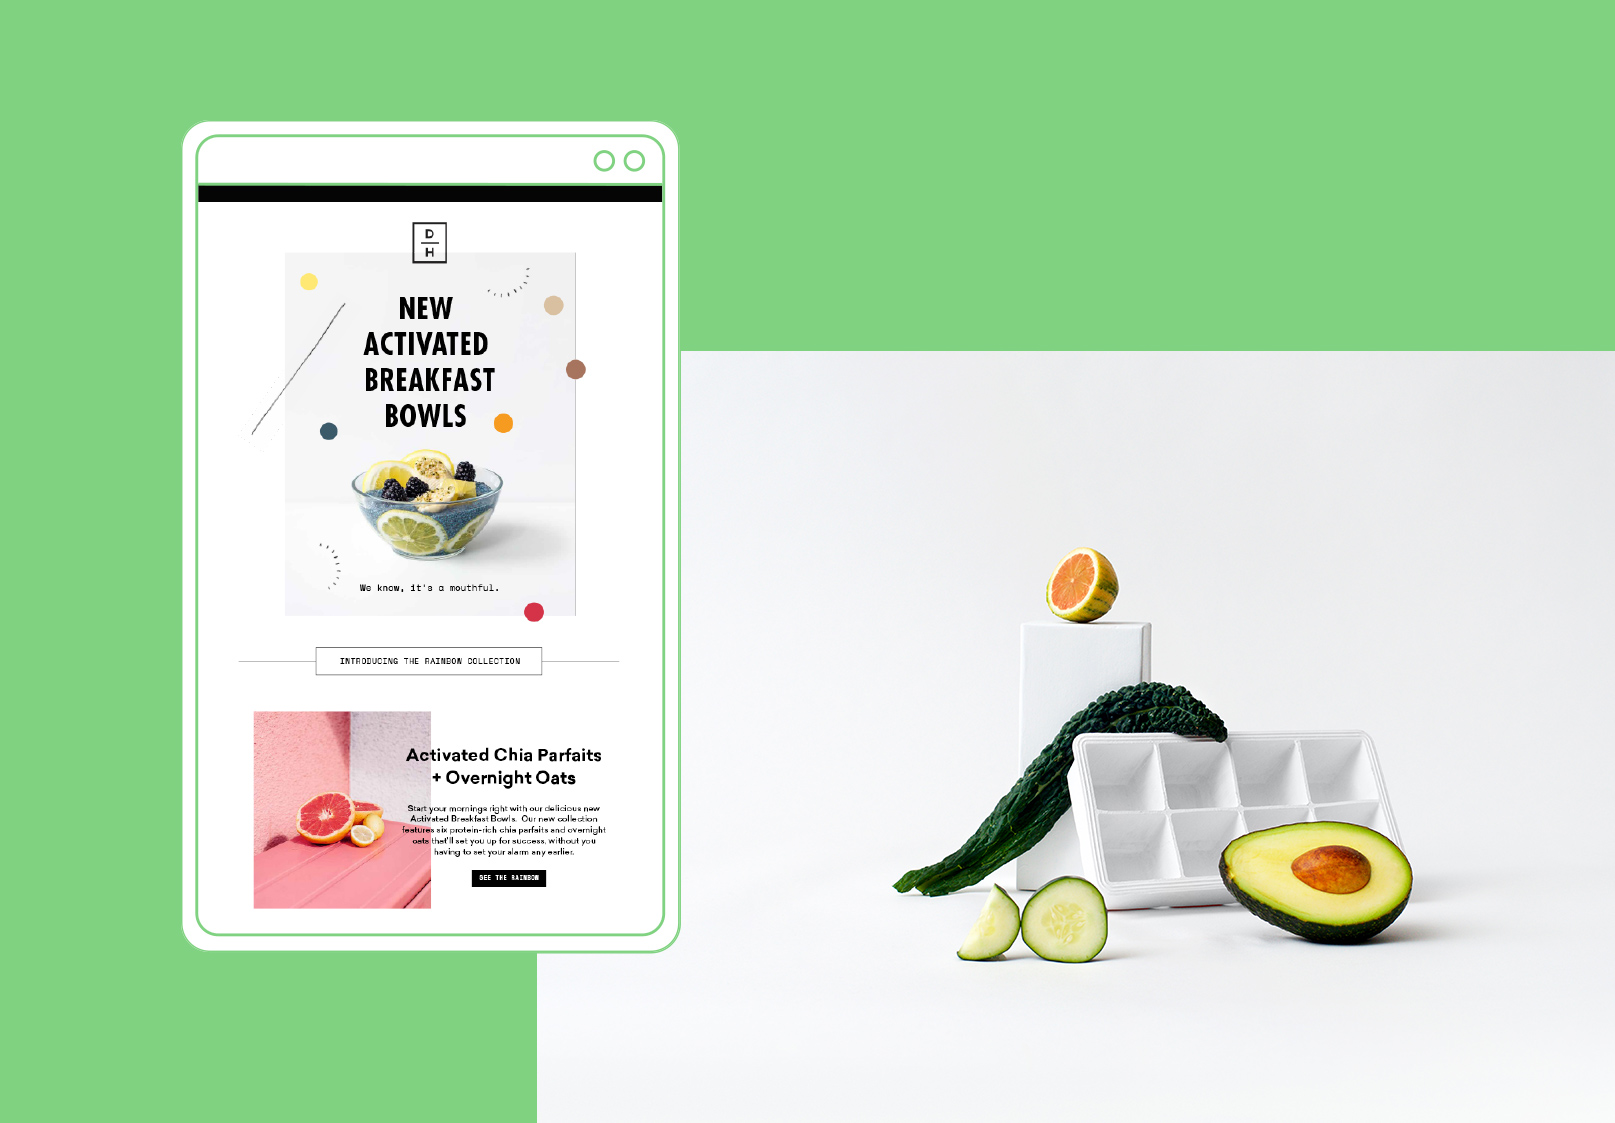 D
H
NEW
ACTIVATED
BREAKFAST
BOWLS
We know, it's a mouthful.
INTRODUCING THE RAINBOW COLLECTION
Activated Chia Parfaits
+ Overnight Oats
Start your mornings right with our delicious new
Activated Breakfast Bowls. Our new collection
features six protein-rich chia parfaits and overnight
oats that'll set you up for success, without you
having to set your alarm any earlier.
SEE THE RAINBOW